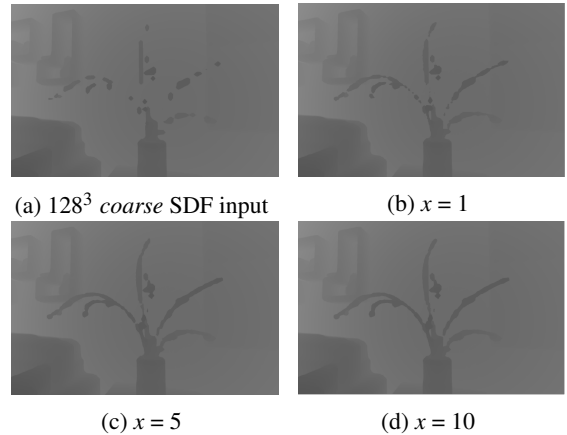 (a) 128³ coarse SDF input
(b) x = 1
(c) x = 5
(d) x = 10